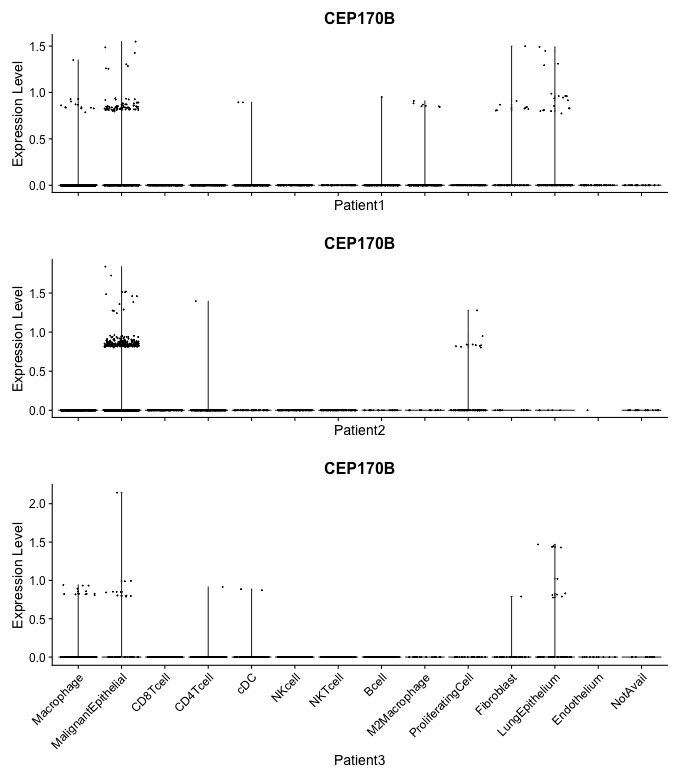 CEP170B
Expression Level
1.5
1.0
0.5
0.0
Patient1
CEP170B
Expression Level
1.5
1.0
0.5
0.0
Patient2
CEP170B
Expression Level
2.0
1.5
1.0
0.5
0.0
Macrophage
MalignantEpithelial
CD8Tcell
CD4Tcell
cDC
NKcell
NKTcell
Bcell
M2Macrophage
ProliferatingCell
Fibroblast
LungEpithelium
Endothelium
NotAvail
Patient3